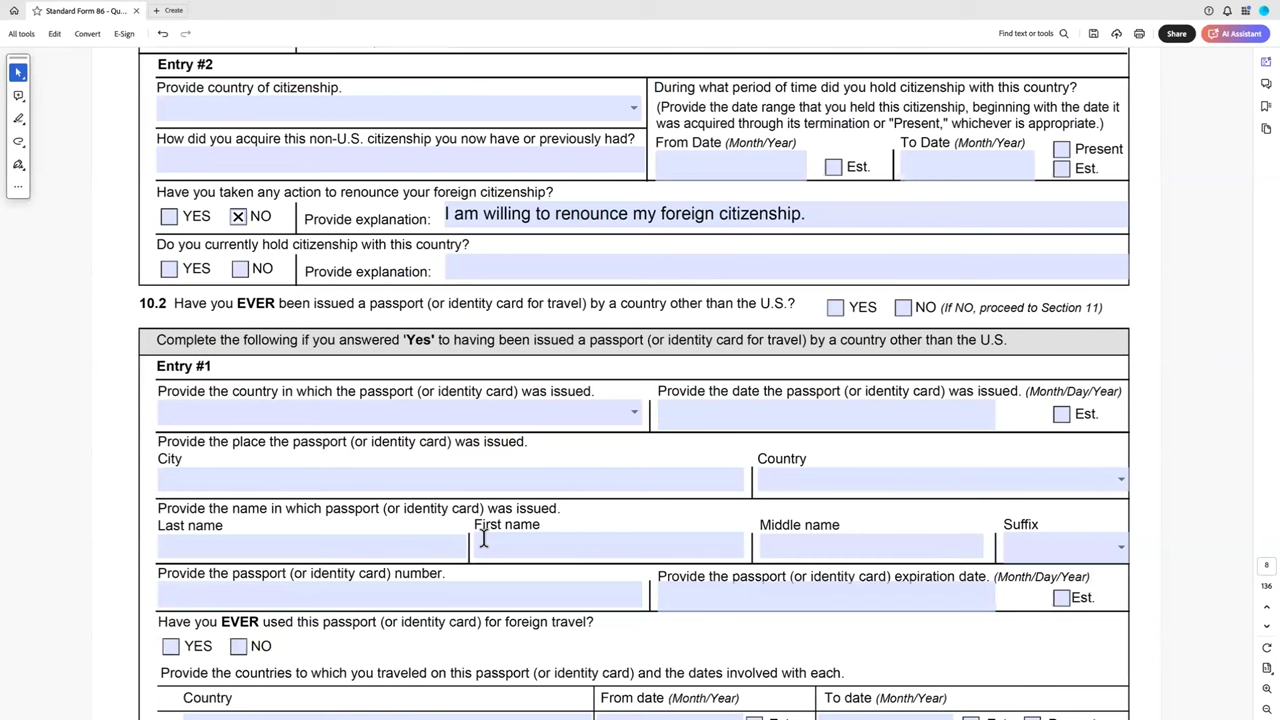 Standard Form 86 - Qu...
Create
All tools
Edit
Convert
E-Sign
Find text or tools
Share
AI Assistant
Entry #2
Provide country of citizenship.
During what period of time did you hold citizenship with this country?
(Provide the date range that you held this citizenship, beginning with the date it
was acquired through its termination or "Present," whichever is appropriate.)
How did you acquire this non-U.S. citizenship you now have or previously had?
From Date (Month/Year)
Est.
To Date (Month/Year)
Present
Est.
Have you taken any action to renounce your foreign citizenship?
YES
NO
Provide explanation:
I am willing to renounce my foreign citizenship.
Do you currently hold citizenship with this country?
YES
NO
Provide explanation:
10.2 Have you EVER been issued a passport (or identity card for travel) by a country other than the U.S.?
YES
NO (If NO, proceed to Section 11)
Complete the following if you answered 'Yes' to having been issued a passport (or identity card for travel) by a country other than the U.S.
Entry #1
Provide the country in which the passport (or identity card) was issued.
Provide the date the passport (or identity card) was issued. (Month/Day/Year)
Est.
Provide the place the passport (or identity card) was issued.
City
Country
Provide the name in which passport (or identity card) was issued.
Last name
First name
Middle name
Suffix
Provide the passport (or identity card) number.
Provide the passport (or identity card) expiration date. (Month/Day/Year)
Est.
Have you EVER used this passport (or identity card) for foreign travel?
YES
NO
Provide the countries to which you traveled on this passport (or identity card) and the dates involved with each.
Country
From date (Month/Year)
To date (Month/Year)
8
136